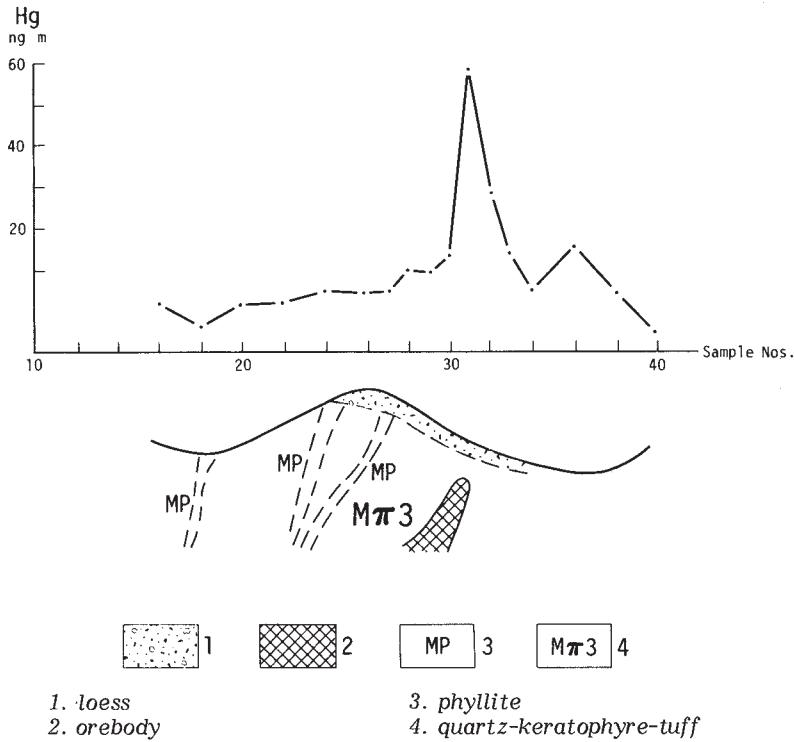 Hg
ng m
60
40
20
10 20 30 40 Sample Nos.
MP MP MP
Mπ3
1 2 MP 3 Mπ3 4
1. loess
2. orebody
3. phyllite
4. quartz-keratophyre-tuff